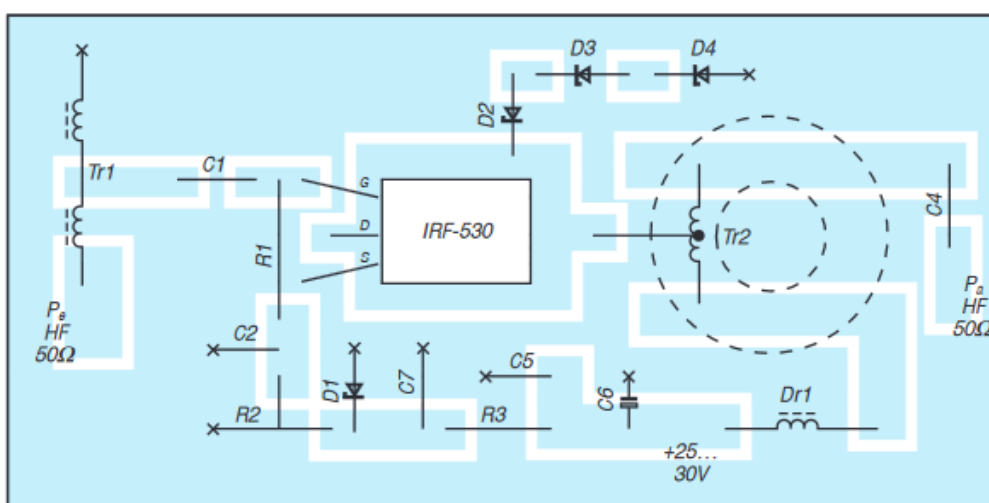 D3
D4
D2
Tr1
C1
G
D
S
IRF-530
Tr2
C4
R1
Pe
HF
50Ω
Pa
HF
50Ω
C2
D1
C7
C5
C6
Dr1
R2
R3
+25...
30V